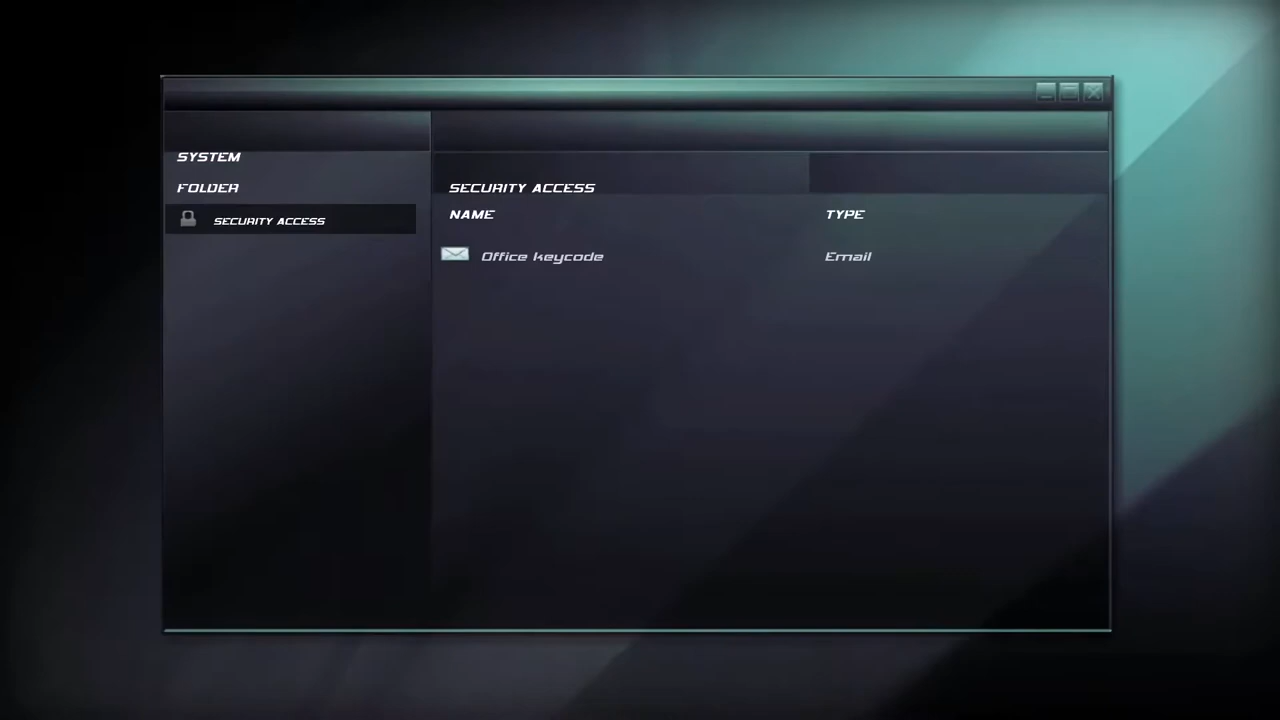 SYSTEM
FOLDER
SECURITY ACCESS
SECURITY ACCESS
NAME TYPE
Office keycode Email